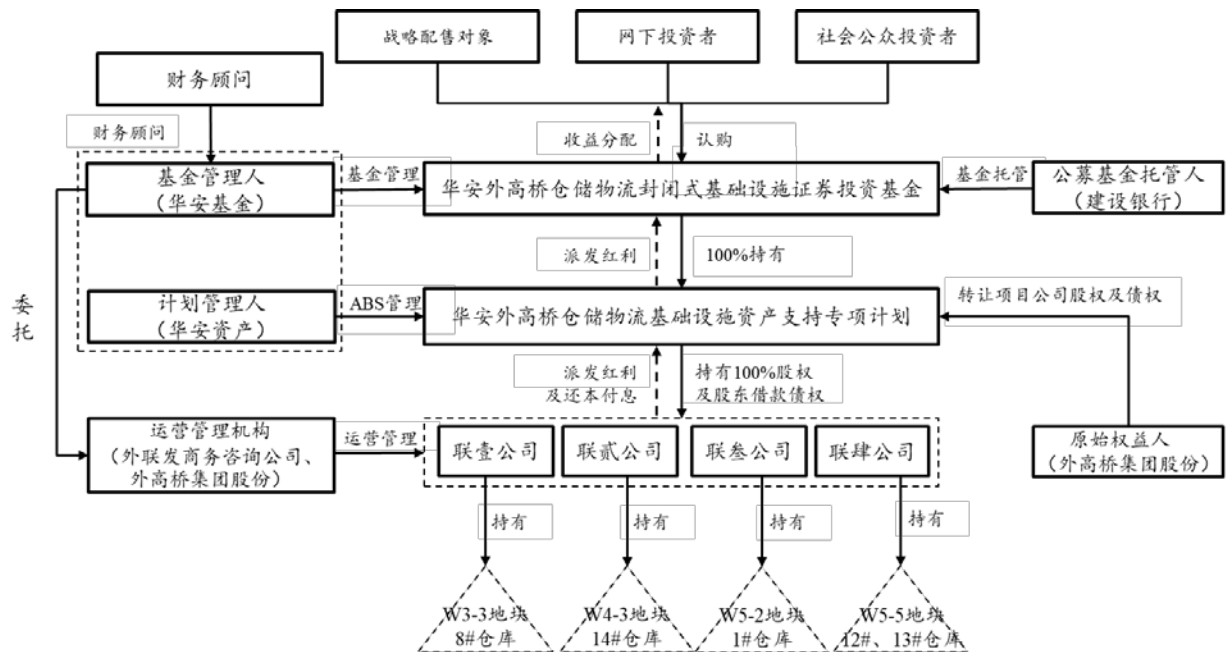 战略配售对象
网下投资者
社会公众投资者
财务顾问
财务顾问
收益分配
认购
基金管理人
（华安基金）
基金管理
华安外高桥仓储物流封闭式基础设施证券投资基金
基金托管
公募基金托管人
（建设银行）
派发红利
100%持有
委
托
计划管理人
（华安资产）
ABS管理
华安外高桥仓储物流基础设施资产支持专项计划
转让项目公司股权及债权
派发红利
及还本付息
持有100%股权
及股东借款债权
运营管理机构
（外联发商务咨询公司、
外高桥集团股份）
运营管理
联壹公司
联贰公司
联叁公司
联肆公司
原始权益人
（外高桥集团股份）
持有
持有
持有
持有
W3-3地块
8#仓库
W4-3地块
14#仓库
W5-2地块
1#仓库
W5-5地块
12#、13#仓库